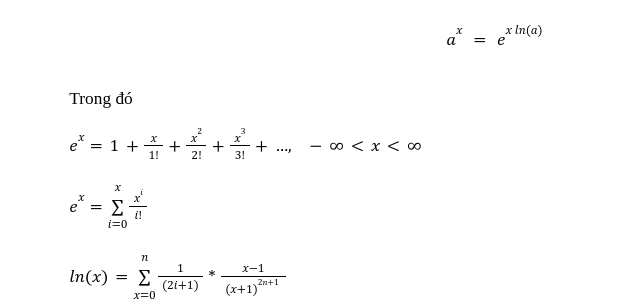 a^x = e^{x ln(a)}
Trong đó
e^x = 1 + x/1! + x^2/2! + x^3/3! + ..., − ∞ < x < ∞
e^x = ∑_{i=0}^{x} x^i/i!
ln(x) = ∑_{x=0}^{n} 1/(2i+1) * x−1/(x+1)^{2n+1}